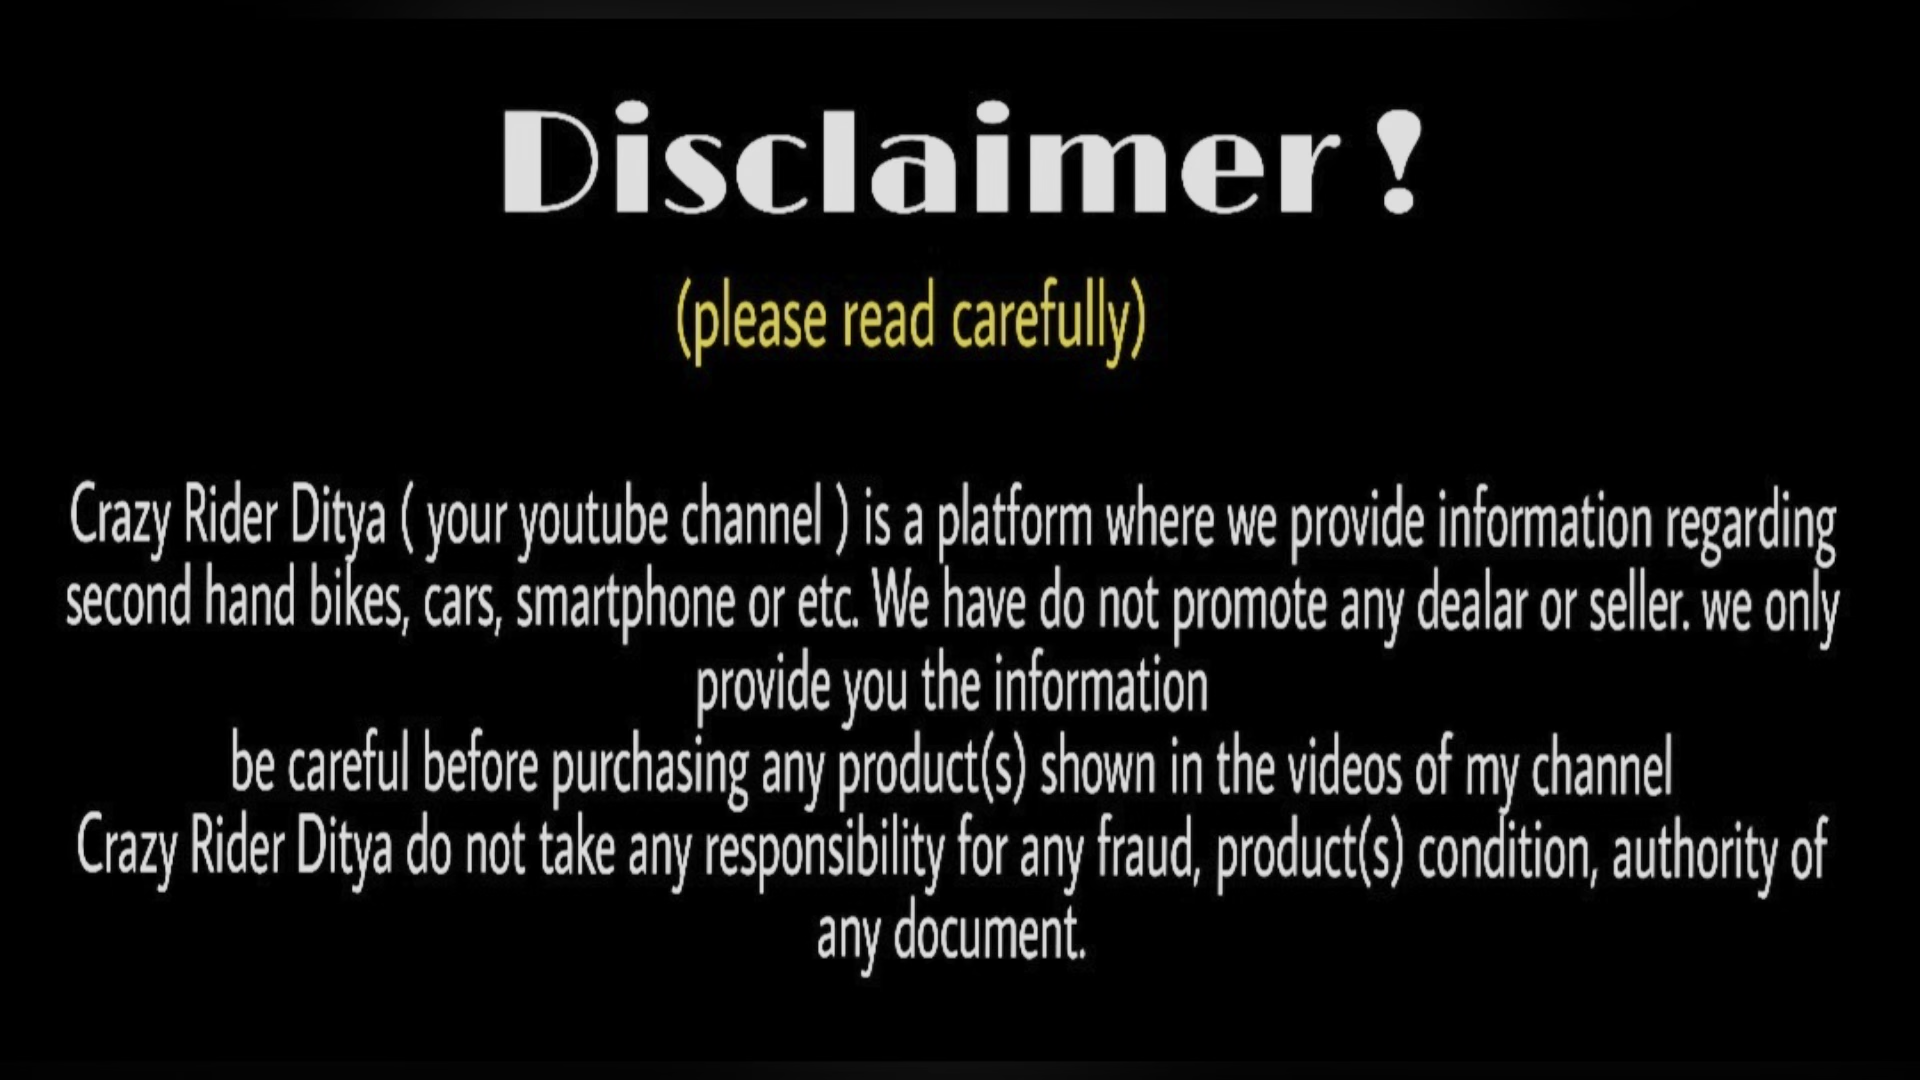 Disclaimer !
(please read carefully)
Crazy Rider Ditya ( your youtube channel ) is a platform where we provide information regarding
second hand bikes, cars, smartphone or etc. We have do not promote any dealar or seller. we only
provide you the information
be careful before purchasing any product(s) shown in the videos of my channel
Crazy Rider Ditya do not take any responsibility for any fraud, product(s) condition, authority of
any document.